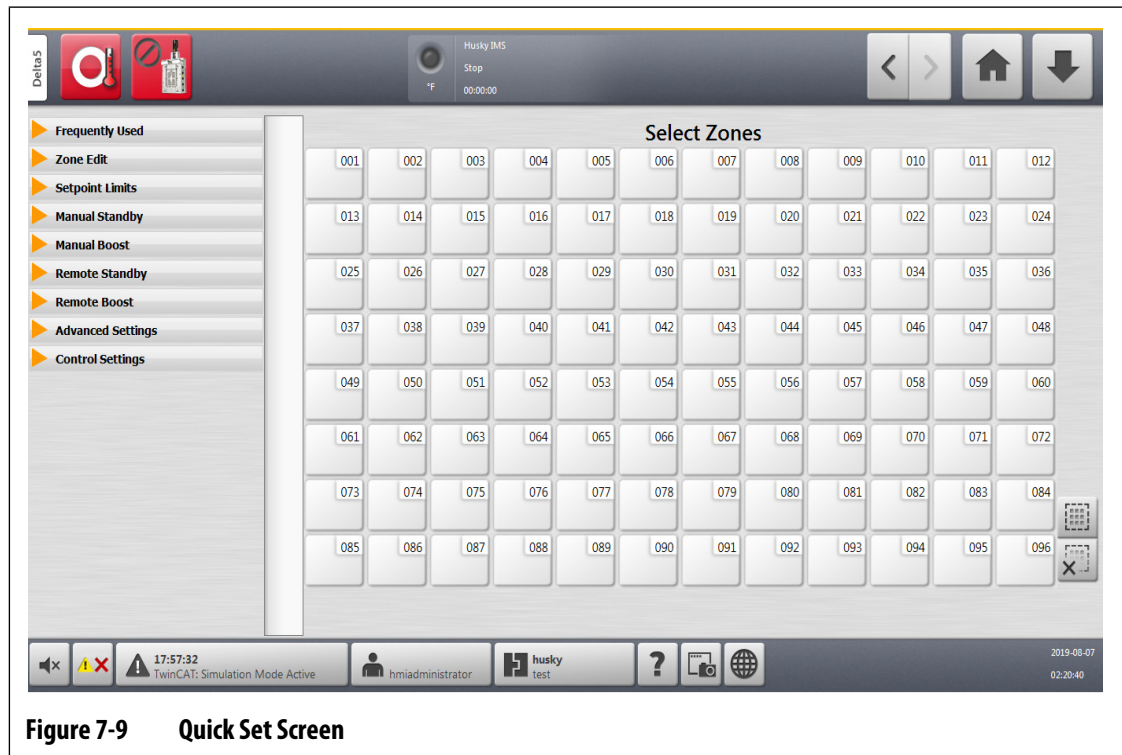 Delta5
Husky IMS
Stop
°F 00:00:00
Frequently Used
Zone Edit
Setpoint Limits
Manual Standby
Manual Boost
Remote Standby
Remote Boost
Advanced Settings
Control Settings
Select Zones
001 002 003 004 005 006 007 008 009 010 011 012
013 014 015 016 017 018 019 020 021 022 023 024
025 026 027 028 029 030 031 032 033 034 035 036
037 038 039 040 041 042 043 044 045 046 047 048
049 050 051 052 053 054 055 056 057 058 059 060
061 062 063 064 065 066 067 068 069 070 071 072
073 074 075 076 077 078 079 080 081 082 083 084
085 086 087 088 089 090 091 092 093 094 095 096
17:57:32
TwinCAT: Simulation Mode Active
hmiadministrator
husky
test
?
2019-08-07
02:20:40
Figure 7-9 Quick Set Screen